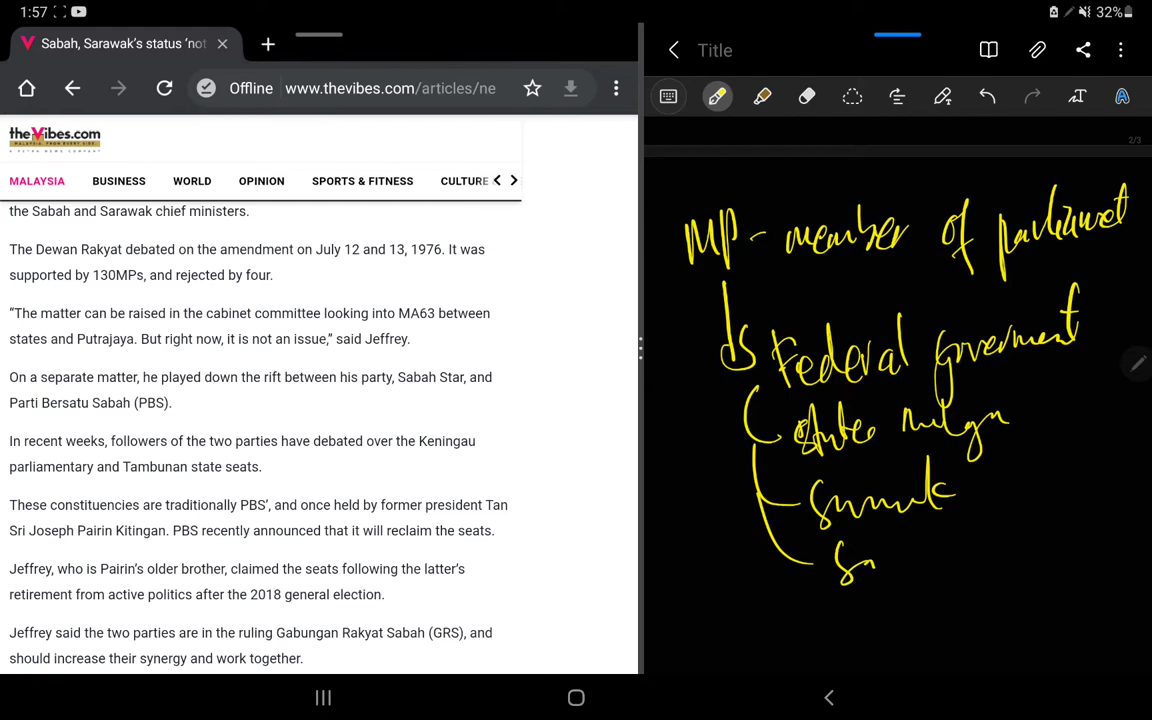 1:57
32%
Sabah, Sarawak’s status ‘not
Offline www.thevibes.com/articles/ne
Title
theVibes.com
2/3
MALAYSIA BUSINESS WORLD OPINION SPORTS & FITNESS CULTURE
the Sabah and Sarawak chief ministers.
The Dewan Rakyat debated on the amendment on July 12 and 13, 1976. It was
supported by 130MPs, and rejected by four.
“The matter can be raised in the cabinet committee looking into MA63 between
states and Putrajaya. But right now, it is not an issue,” said Jeffrey.
On a separate matter, he played down the rift between his party, Sabah Star, and
Parti Bersatu Sabah (PBS).
In recent weeks, followers of the two parties have debated over the Keningau
parliamentary and Tambunan state seats.
These constituencies are traditionally PBS’, and once held by former president Tan
Sri Joseph Pairin Kitingan. PBS recently announced that it will reclaim the seats.
Jeffrey, who is Pairin’s older brother, claimed the seats following the latter’s
retirement from active politics after the 2018 general election.
Jeffrey said the two parties are in the ruling Gabungan Rakyat Sabah (GRS), and
should increase their synergy and work together.
MP - member of
Federal
state